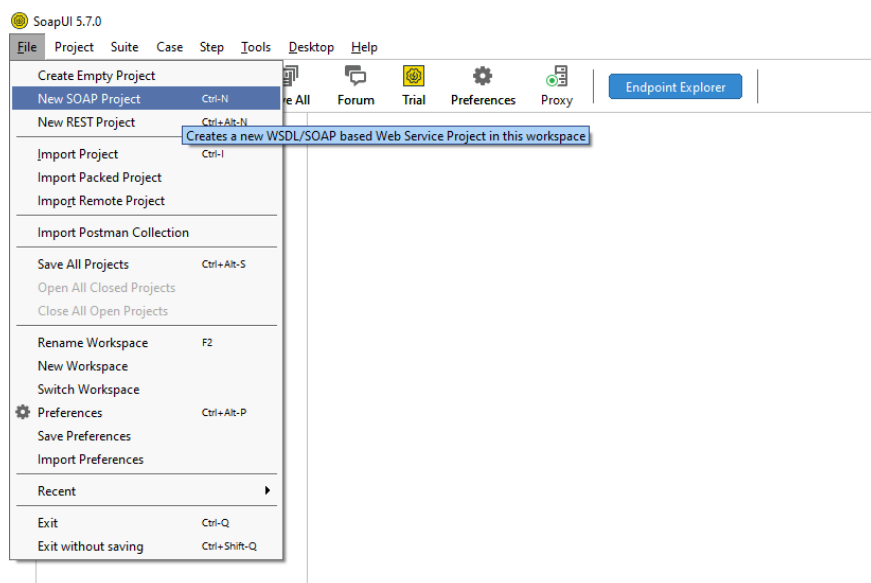 SoapUI 5.7.0
File Project Suite Case Step Tools Desktop Help
All Forum Trial Preferences Proxy Endpoint Explorer
Create Empty Project
New SOAP Project Ctrl-N
New REST Project Ctrl+Alt-N
Creates a new WSDL/SOAP based Web Service Project in this workspace
Import Project Ctrl-I
Import Packed Project
Import Remote Project
Import Postman Collection
Save All Projects Ctrl+Alt-S
Open All Closed Projects
Close All Open Projects
Rename Workspace F2
New Workspace
Switch Workspace
Preferences Ctrl+Alt-P
Save Preferences
Import Preferences
Recent
Exit Ctrl-Q
Exit without saving Ctrl+Shift-Q